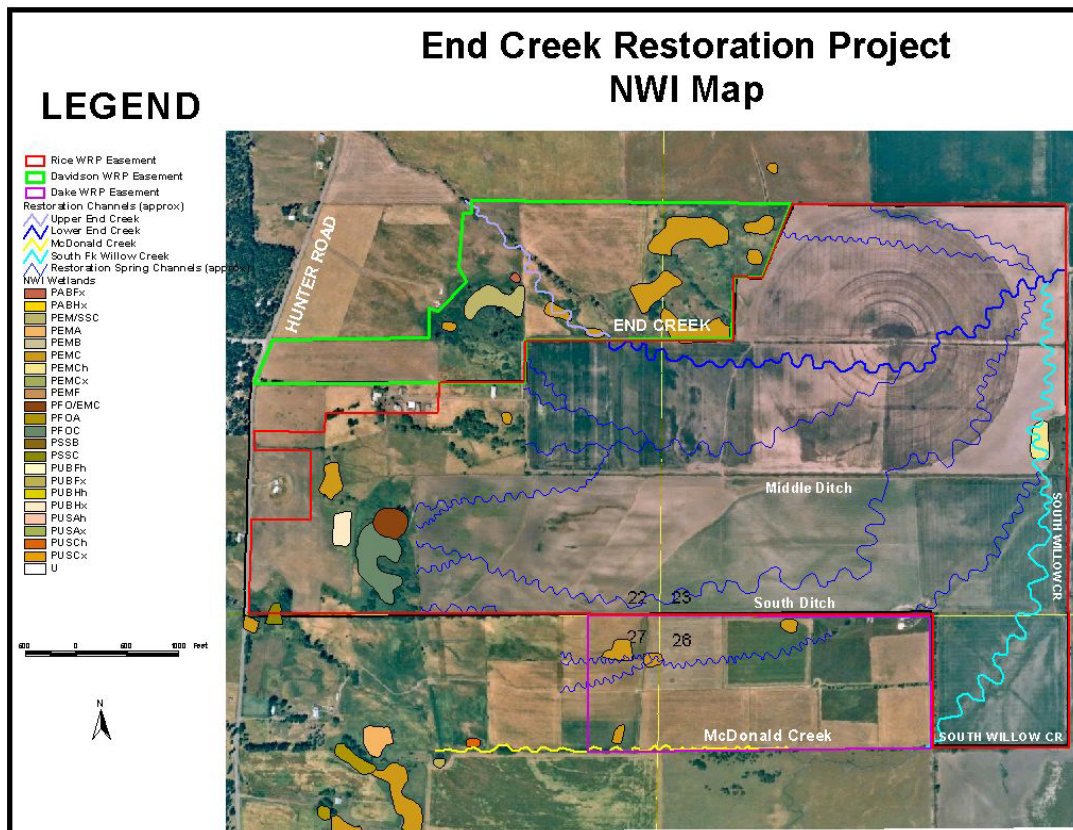 End Creek Restoration Project
NWI Map
LEGEND
Rice WRP Easement
Davidson WRP Easement
Dake WRP Easement
Restoration Channels (approx)
Upper End Creek
Lower End Creek
McDonald Creek
South Fk Willow Creek
Restoration Spring Channels (approx)
NWI Wetlands
PABFx
PABHx
PEM/SSC
PEMA
PEMB
PEMC
PEMCh
PEMCx
PEMF
PFO/EMC
PFOA
PFOC
PSSB
PSSC
PUBFh
PUBFx
PUBHh
PUBHx
PUSAh
PUSAx
PUSCh
PUSCx
U
600 0 600 1000 Feet
N
HUNTER ROAD
END CREEK
Middle Ditch
SOUTH WILLOW CR
22 23
South Ditch
27 26
McDonald Creek
SOUTH WILLOW CR